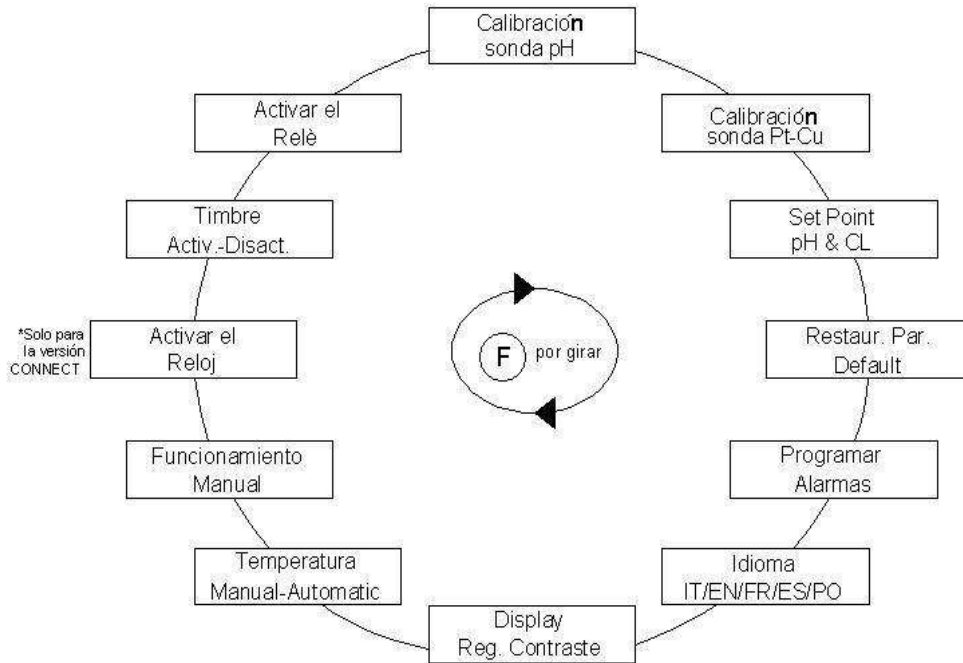 Calibración
sonda pH
Activar el
Relè
Calibración
sonda Pt-Cu
Timbre
Activ.-Disact.
Set Point
pH & CL
*Solo para
la versión
CONNECT
Activar el
Reloj
F
por girar
Restaur. Par.
Default
Funcionamiento
Manual
Programar
Alarmas
Temperatura
Manual-Automatic
Idioma
IT/EN/FR/ES/PO
Display
Reg. Contraste